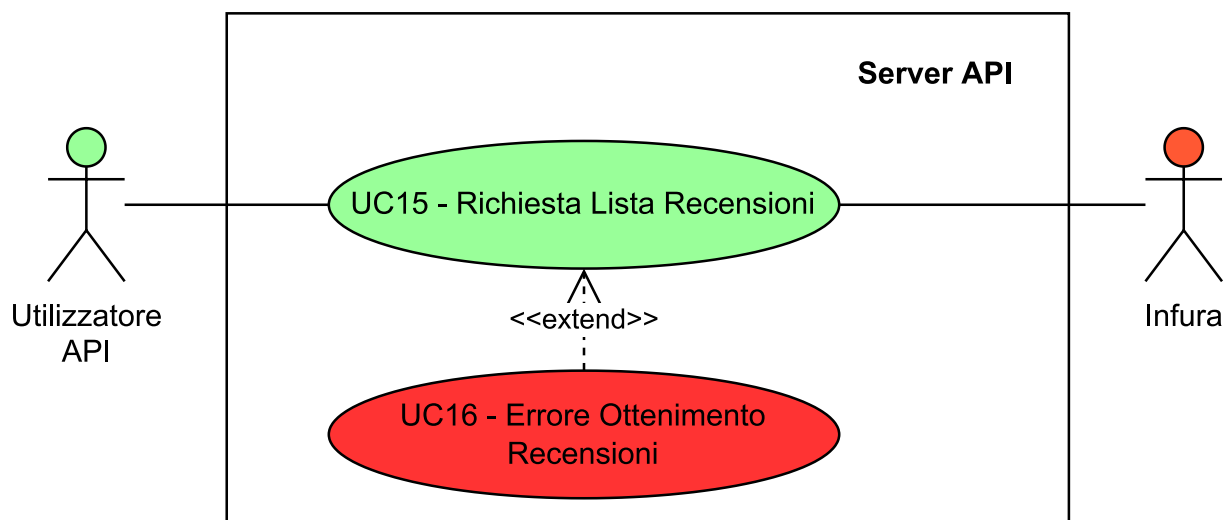 Server API
UC15 - Richiesta Lista Recensioni
Utilizzatore
API
<<extend>>
Infura
UC16 - Errore Ottenimento
Recensioni